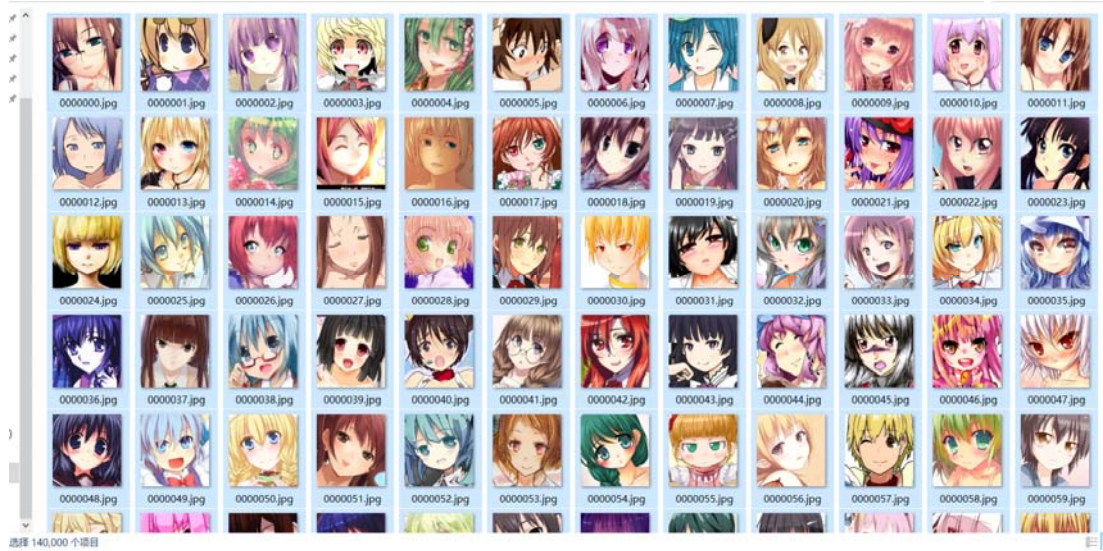 0000000.jpg 0000001.jpg 0000002.jpg 0000003.jpg 0000004.jpg 0000005.jpg 0000006.jpg 0000007.jpg 0000008.jpg 0000009.jpg 0000010.jpg 0000011.jpg
0000012.jpg 0000013.jpg 0000014.jpg 0000015.jpg 0000016.jpg 0000017.jpg 0000018.jpg 0000019.jpg 0000020.jpg 0000021.jpg 0000022.jpg 0000023.jpg
0000024.jpg 0000025.jpg 0000026.jpg 0000027.jpg 0000028.jpg 0000029.jpg 0000030.jpg 0000031.jpg 0000032.jpg 0000033.jpg 0000034.jpg 0000035.jpg
0000036.jpg 0000037.jpg 0000038.jpg 0000039.jpg 0000040.jpg 0000041.jpg 0000042.jpg 0000043.jpg 0000044.jpg 0000045.jpg 0000046.jpg 0000047.jpg
0000048.jpg 0000049.jpg 0000050.jpg 0000051.jpg 0000052.jpg 0000053.jpg 0000054.jpg 0000055.jpg 0000056.jpg 0000057.jpg 0000058.jpg 0000059.jpg
选择 140,000 个项目